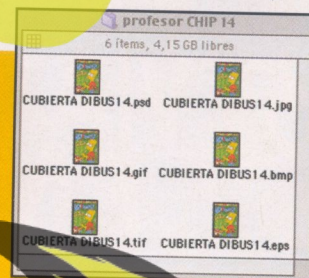 profesor CHIP 14
6 ítems, 4,15 GB libres
CUBIERTA DIBUS14.psd CUBIERTA DIBUS14.jpg
CUBIERTA DIBUS14.gif CUBIERTA DIBUS14.bmp
CUBIERTA DIBUS14.tif CUBIERTA DIBUS14.eps